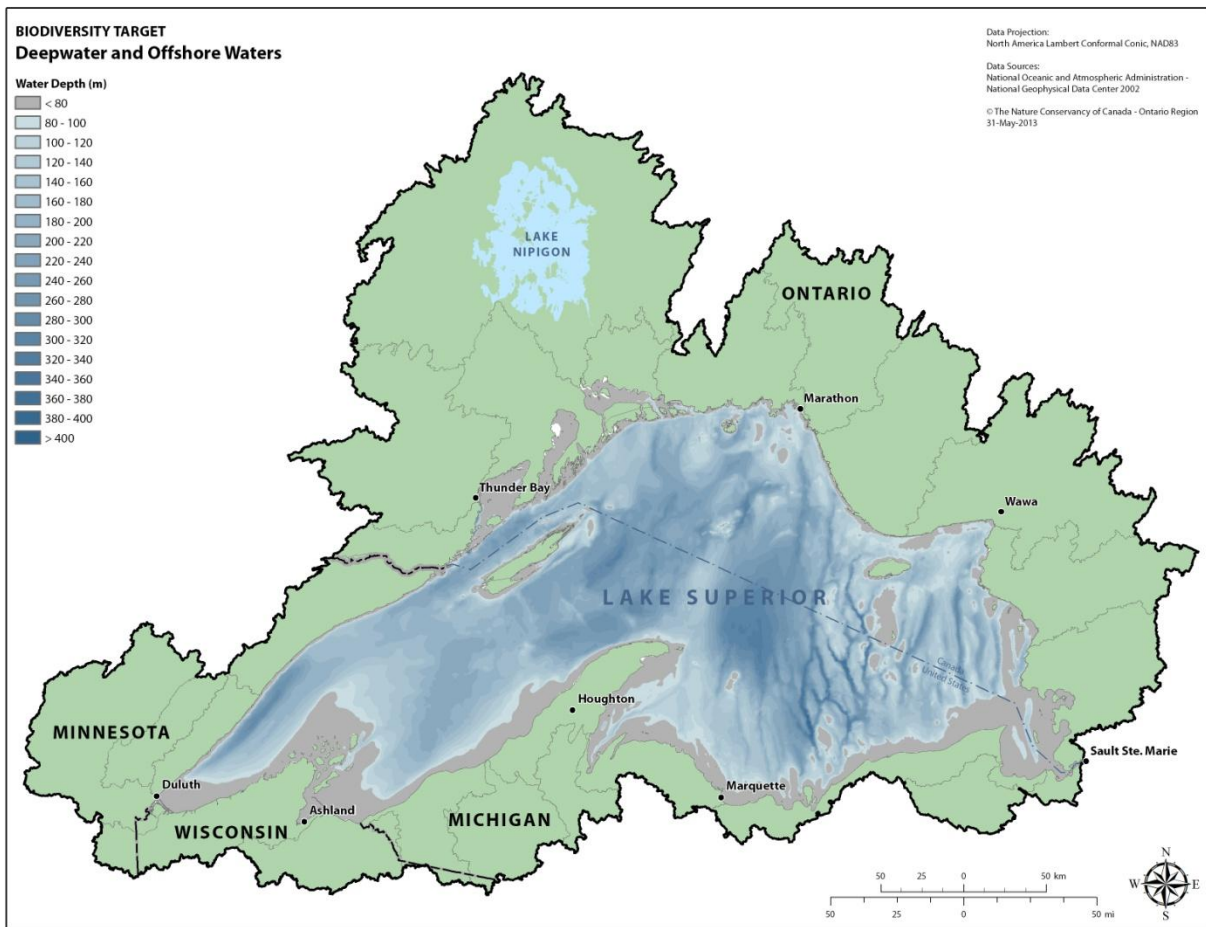 BIODIVERSITY TARGET
Deepwater and Offshore Waters
Water Depth (m)
< 80
80 - 100
100 - 120
120 - 140
140 - 160
160 - 180
180 - 200
200 - 220
220 - 240
240 - 260
260 - 280
280 - 300
300 - 320
320 - 340
340 - 360
360 - 380
380 - 400
> 400
Data Projection:
North America Lambert Conformal Conic, NAD83
Data Sources:
National Oceanic and Atmospheric Administration -
National Geophysical Data Center 2002
© The Nature Conservancy of Canada - Ontario Region
31-May-2013
LAKE
NIPIGON
ONTARIO
Marathon
Thunder Bay
Wawa
LAKE SUPERIOR
Canada
United States
Houghton
MINNESOTA
Sault Ste. Marie
Duluth
Marquette
Ashland
WISCONSIN
MICHIGAN
50 25 0 50 km
50 25 0 50 mi
N
W E
S